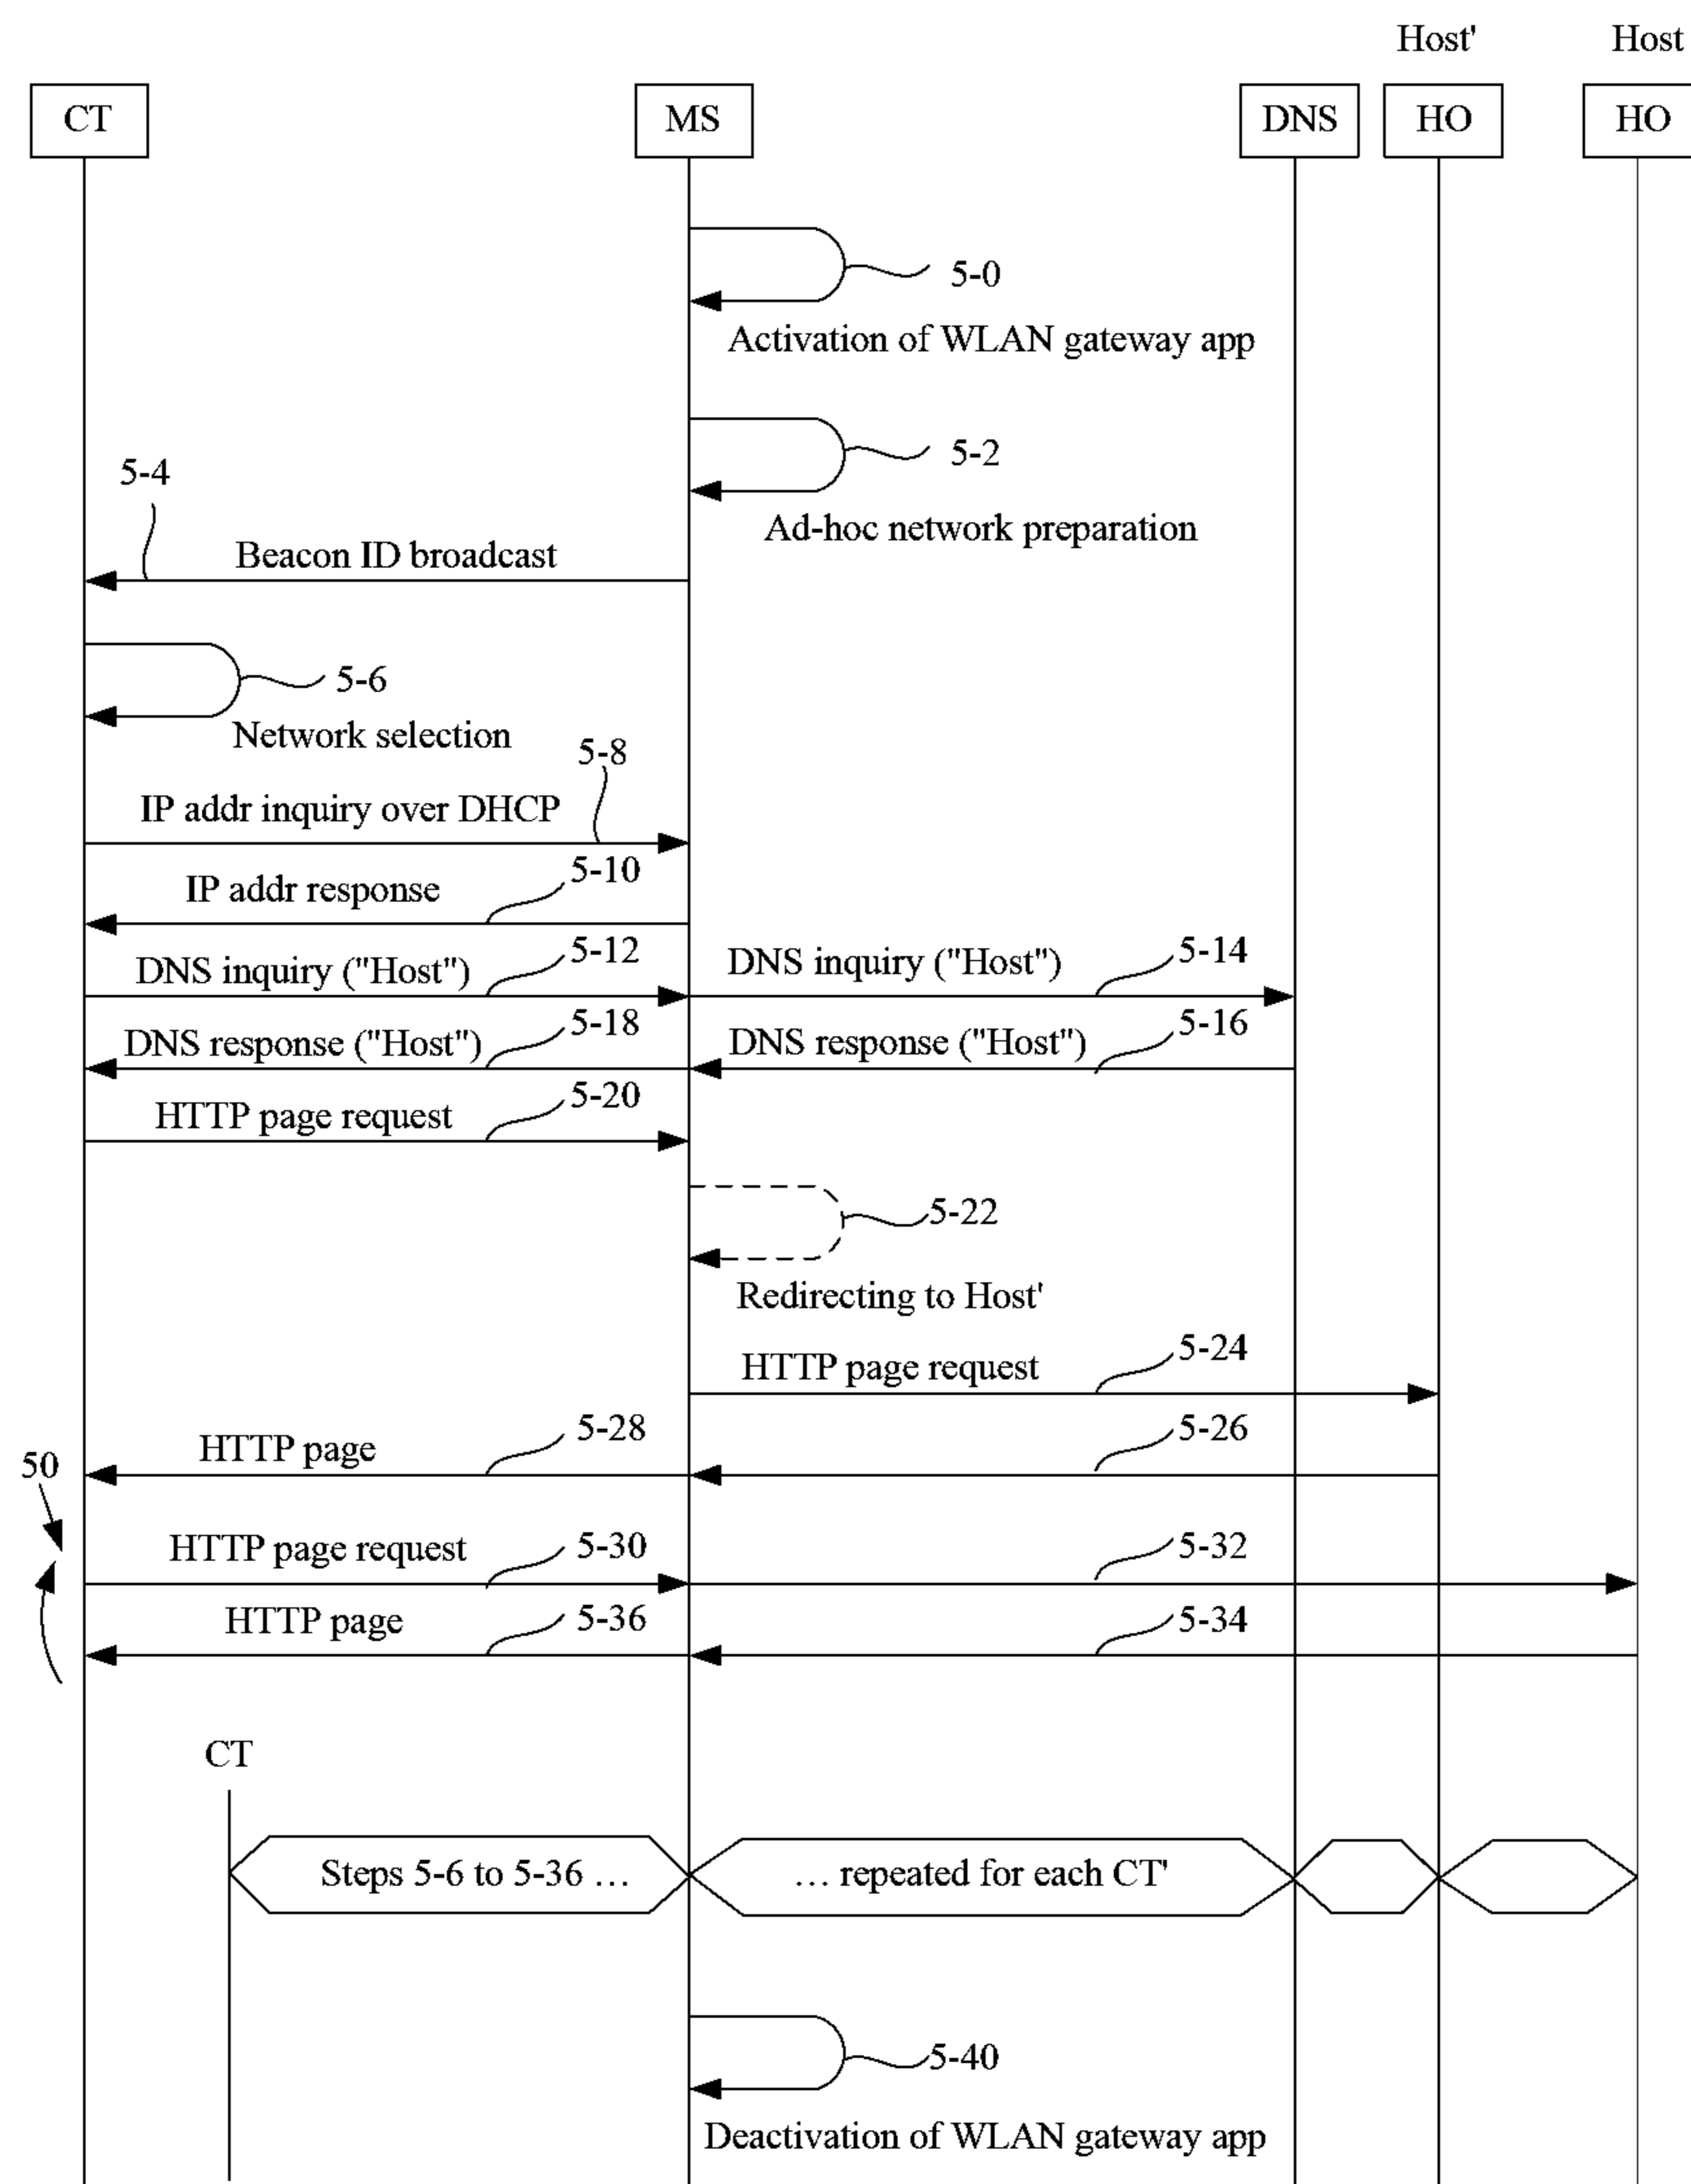 Host'
Host
CT
MS
DNS
HO
HO
5-0
Activation of WLAN gateway app
5-2
Ad-hoc network preparation
5-4
Beacon ID broadcast
5-6
Network selection
5-8
IP addr inquiry over DHCP
5-10
IP addr response
5-12
DNS inquiry ("Host")
DNS inquiry ("Host")
5-14
5-18
DNS response ("Host")
DNS response ("Host")
5-16
5-20
HTTP page request
5-22
Redirecting to Host'
5-24
HTTP page request
5-28
HTTP page
5-26
50
HTTP page request
5-30
5-32
HTTP page
5-36
5-34
CT
Steps 5-6 to 5-36 ...
... repeated for each CT'
5-40
Deactivation of WLAN gateway app